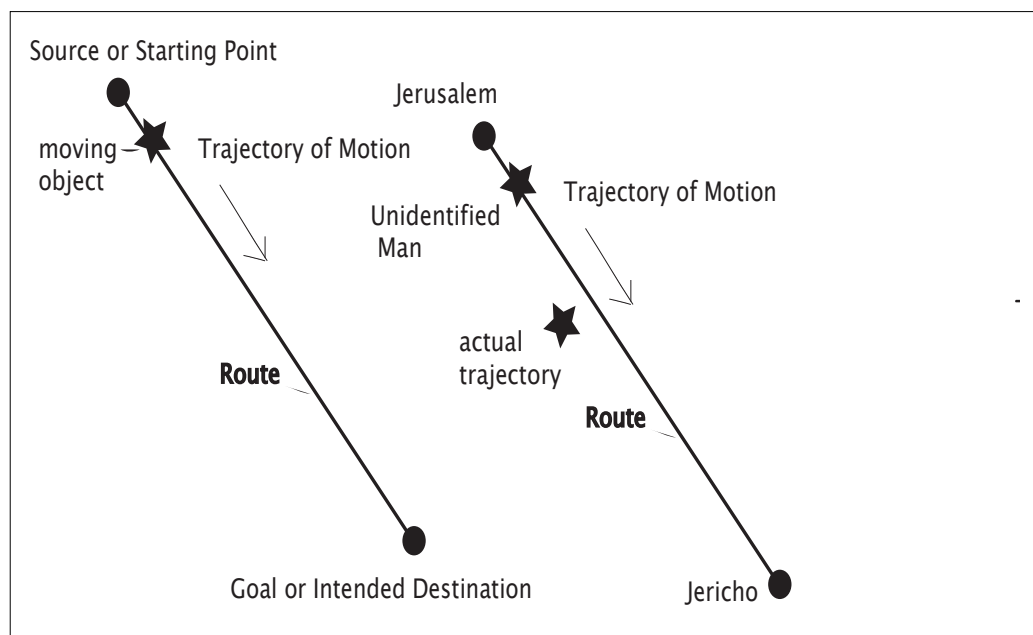 Source or Starting Point
moving
object
Trajectory of Motion
Route
Goal or Intended Destination
Jerusalem
Unidentified
Man
Trajectory of Motion
actual
trajectory
Route
Jericho